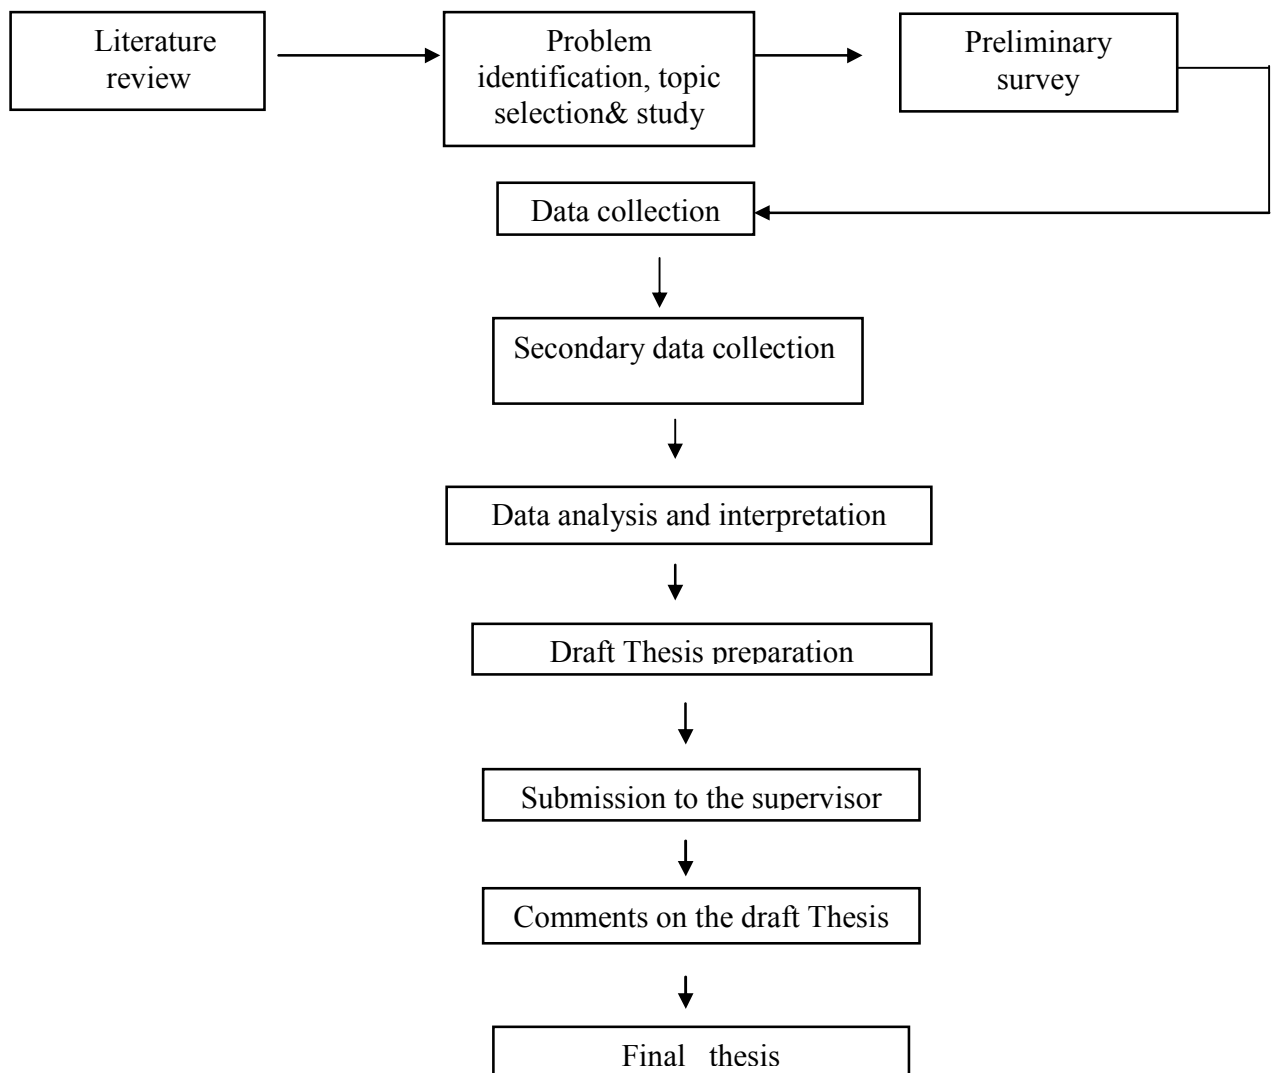 Literature
review
Problem
identification, topic
selection& study
Preliminary
survey
Data collection
Secondary data collection
Data analysis and interpretation
Draft Thesis preparation
Submission to the supervisor
Comments on the draft Thesis
Final thesis